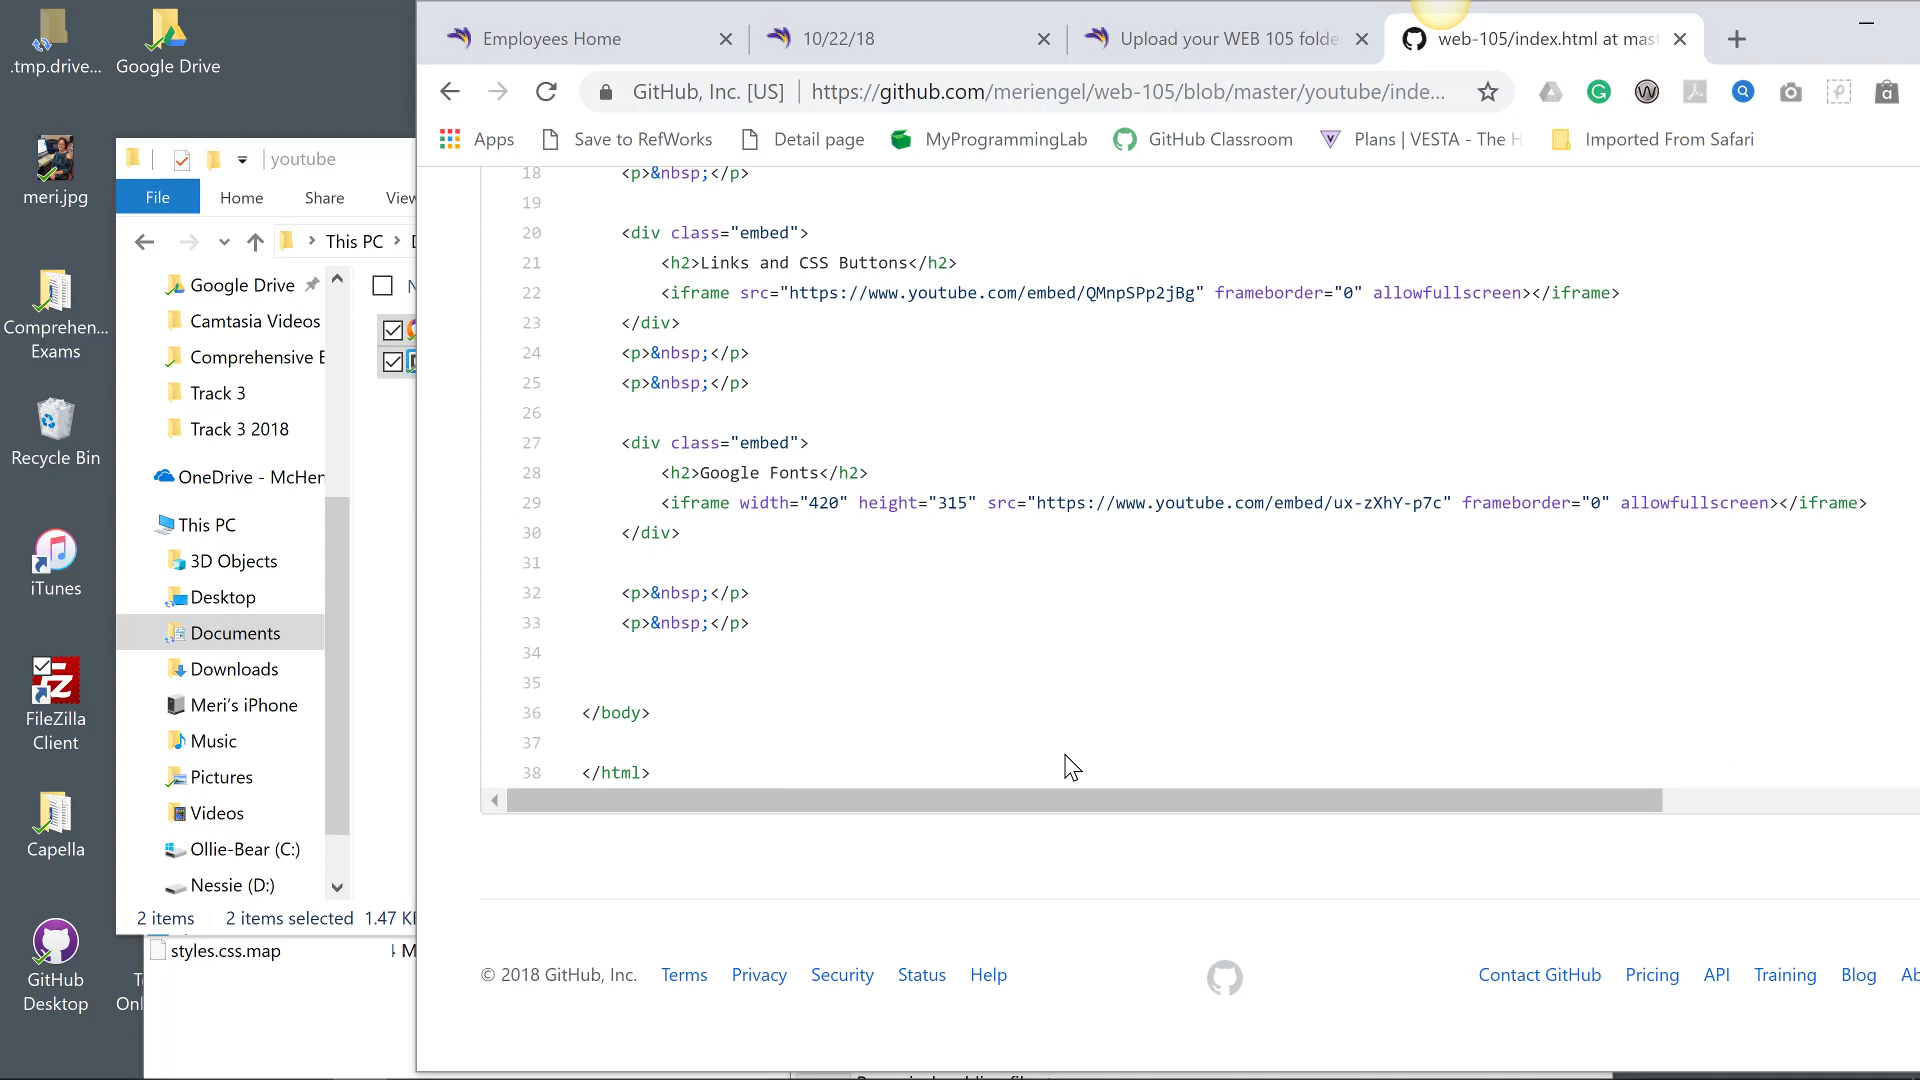 .tmp.drive...
Google Drive
meri.jpg
Comprehen...
Exams
Recycle Bin
iTunes
FileZilla
Client
Capella
GitHub
Desktop
youtube
File
Home
Share
View
This PC
Google Drive
Camtasia Videos
Comprehensive E
Track 3
Track 3 2018
OneDrive - McHen
This PC
3D Objects
Desktop
Documents
Downloads
Meri's iPhone
Music
Pictures
Videos
Ollie-Bear (C:)
Nessie (D:)
2 items
2 items selected 1.47 K
styles.css.map
Employees Home
10/22/18
Upload your WEB 105 folde
web-105/index.html at mast
GitHub, Inc. [US]
https://github.com/meriengel/web-105/blob/master/youtube/inde...
Apps
Save to RefWorks
Detail page
MyProgrammingLab
GitHub Classroom
Plans | VESTA - The H
Imported From Safari
18 <p>&nbsp;</p>
19
20 <div class="embed">
21 <h2>Links and CSS Buttons</h2>
22 <iframe src="https://www.youtube.com/embed/QMnpSPp2jBg" frameborder="0" allowfullscreen></iframe>
23 </div>
24 <p>&nbsp;</p>
25 <p>&nbsp;</p>
26
27 <div class="embed">
28 <h2>Google Fonts</h2>
29 <iframe width="420" height="315" src="https://www.youtube.com/embed/ux-zXhY-p7c" frameborder="0" allowfullscreen></iframe>
30 </div>
31
32 <p>&nbsp;</p>
33 <p>&nbsp;</p>
34
35
36 </body>
37
38 </html>
© 2018 GitHub, Inc.
Terms
Privacy
Security
Status
Help
Contact GitHub
Pricing
API
Training
Blog
Ab